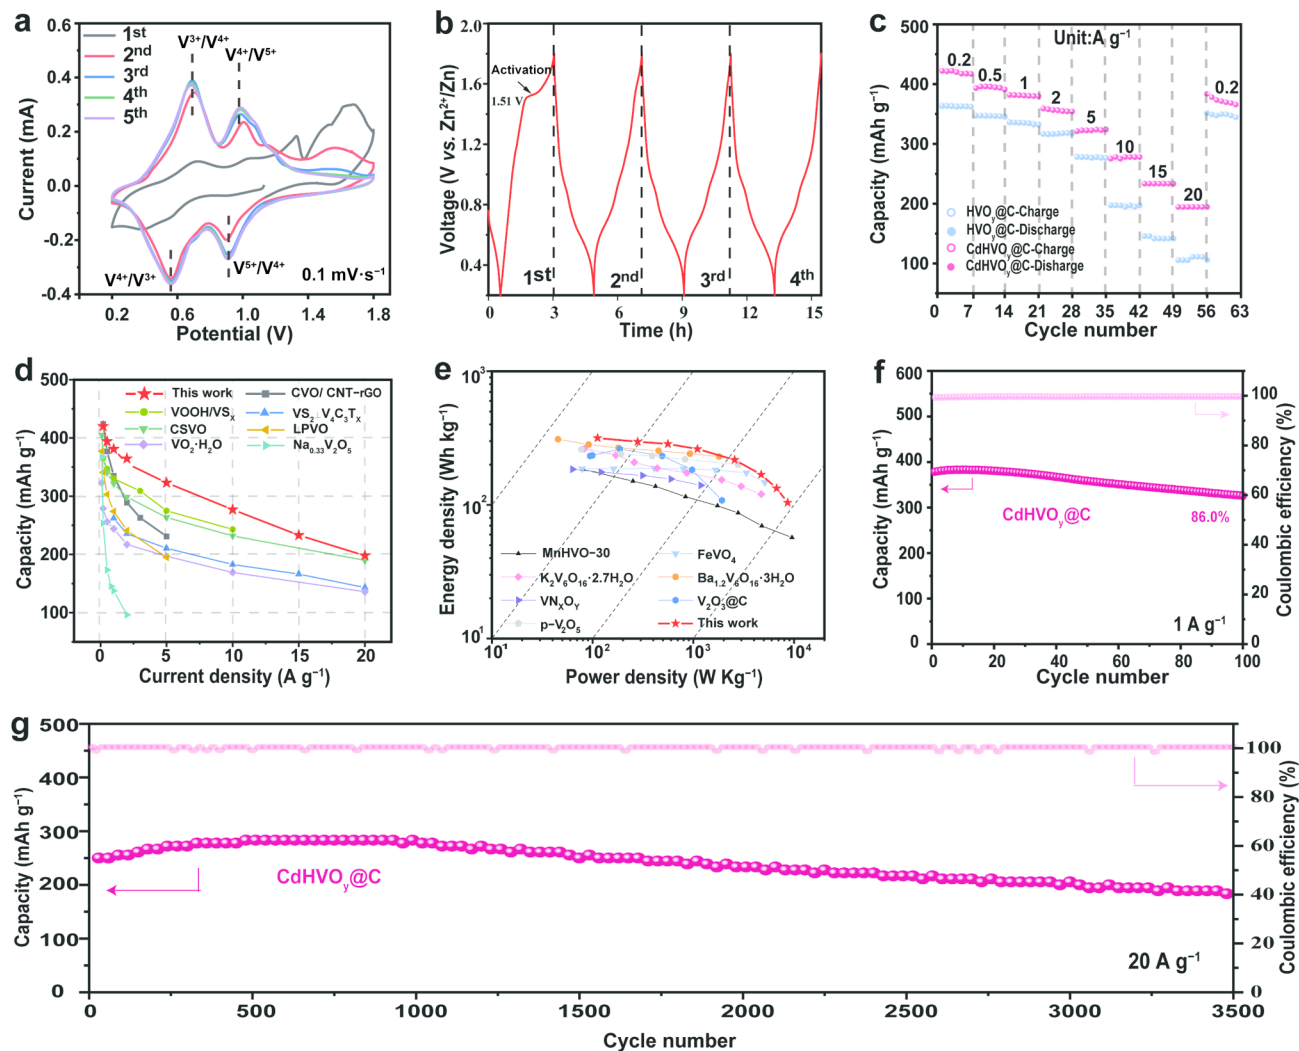 a
0.6
0.4
0.2
0.0
-0.2
-0.4
Current (mA)
1st
2nd
3rd
4th
5th
V3+/V4+
V4+/V5+
V4+/V3+
V5+/V4+
0.1 mV·s−1
0.2
0.6
1.0
1.4
1.8
Potential (V)
b
2.0
1.6
1.2
0.8
0.4
Voltage (V vs. Zn2+/Zn)
Activation
1.51 V
1st
2nd
3rd
4th
0
3
6
9
12
15
Time (h)
c
500
400
300
200
100
Capacity (mAh g−1)
Unit:A g−1
0.2
0.5
1
2
5
10
15
20
0.2
HVOy@C-Charge
HVOy@C-Discharge
CdHVOy@C-Charge
CdHVOy@C-Disharge
0
7
14
21
28
35
42
49
56
63
Cycle number
d
500
400
300
200
100
Capacity (mAh g−1)
This work
CVO/ CNT−rGO
VOOH/VSx
VS2⊥V4C3Tx
CSVO
LPVO
VO2·H2O
Na0.33V2O5
0
5
10
15
20
Current density (A g−1)
e
103
102
101
Energy density (Wh kg−1)
MnHVO−30
FeVO4
K2V6O16·2.7H2O
Ba1.2V6O16·3H2O
VNXOY
V2O3@C
p−V2O5
This work
101
102
103
104
Power density (W Kg−1)
f
600
550
500
450
400
350
300
250
200
150
100
50
0
Capacity (mAh g−1)
CdHVOy@C
86.0%
1 A g−1
100
80
60
40
20
0
Coulombic efficiency (%)
0
20
40
60
80
100
Cycle number
g
500
400
300
250
200
100
0
Capacity (mAh g−1)
CdHVOy@C
20 A g−1
100
80
60
40
20
0
Coulombic efficiency (%)
0
500
1000
1500
2000
2500
3000
3500
Cycle number